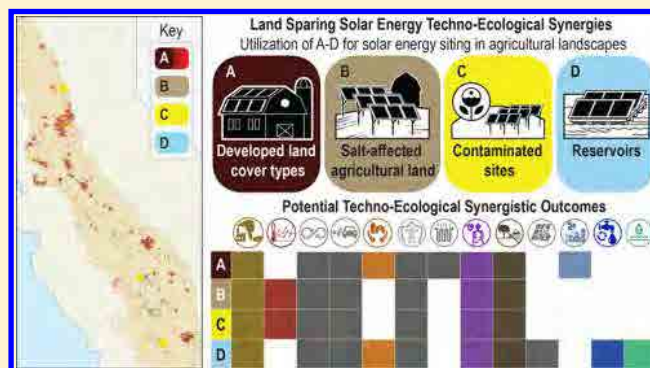 Key
A
B
C
D
Land Sparing Solar Energy Techno-Ecological Synergies
Utilization of A-D for solar energy siting in agricultural landscapes
A
Developed land
cover types
B
Salt-affected
agricultural land
C
Contaminated
sites
D
Reservoirs
Potential Techno-Ecological Synergistic Outcomes
A
B
C
D